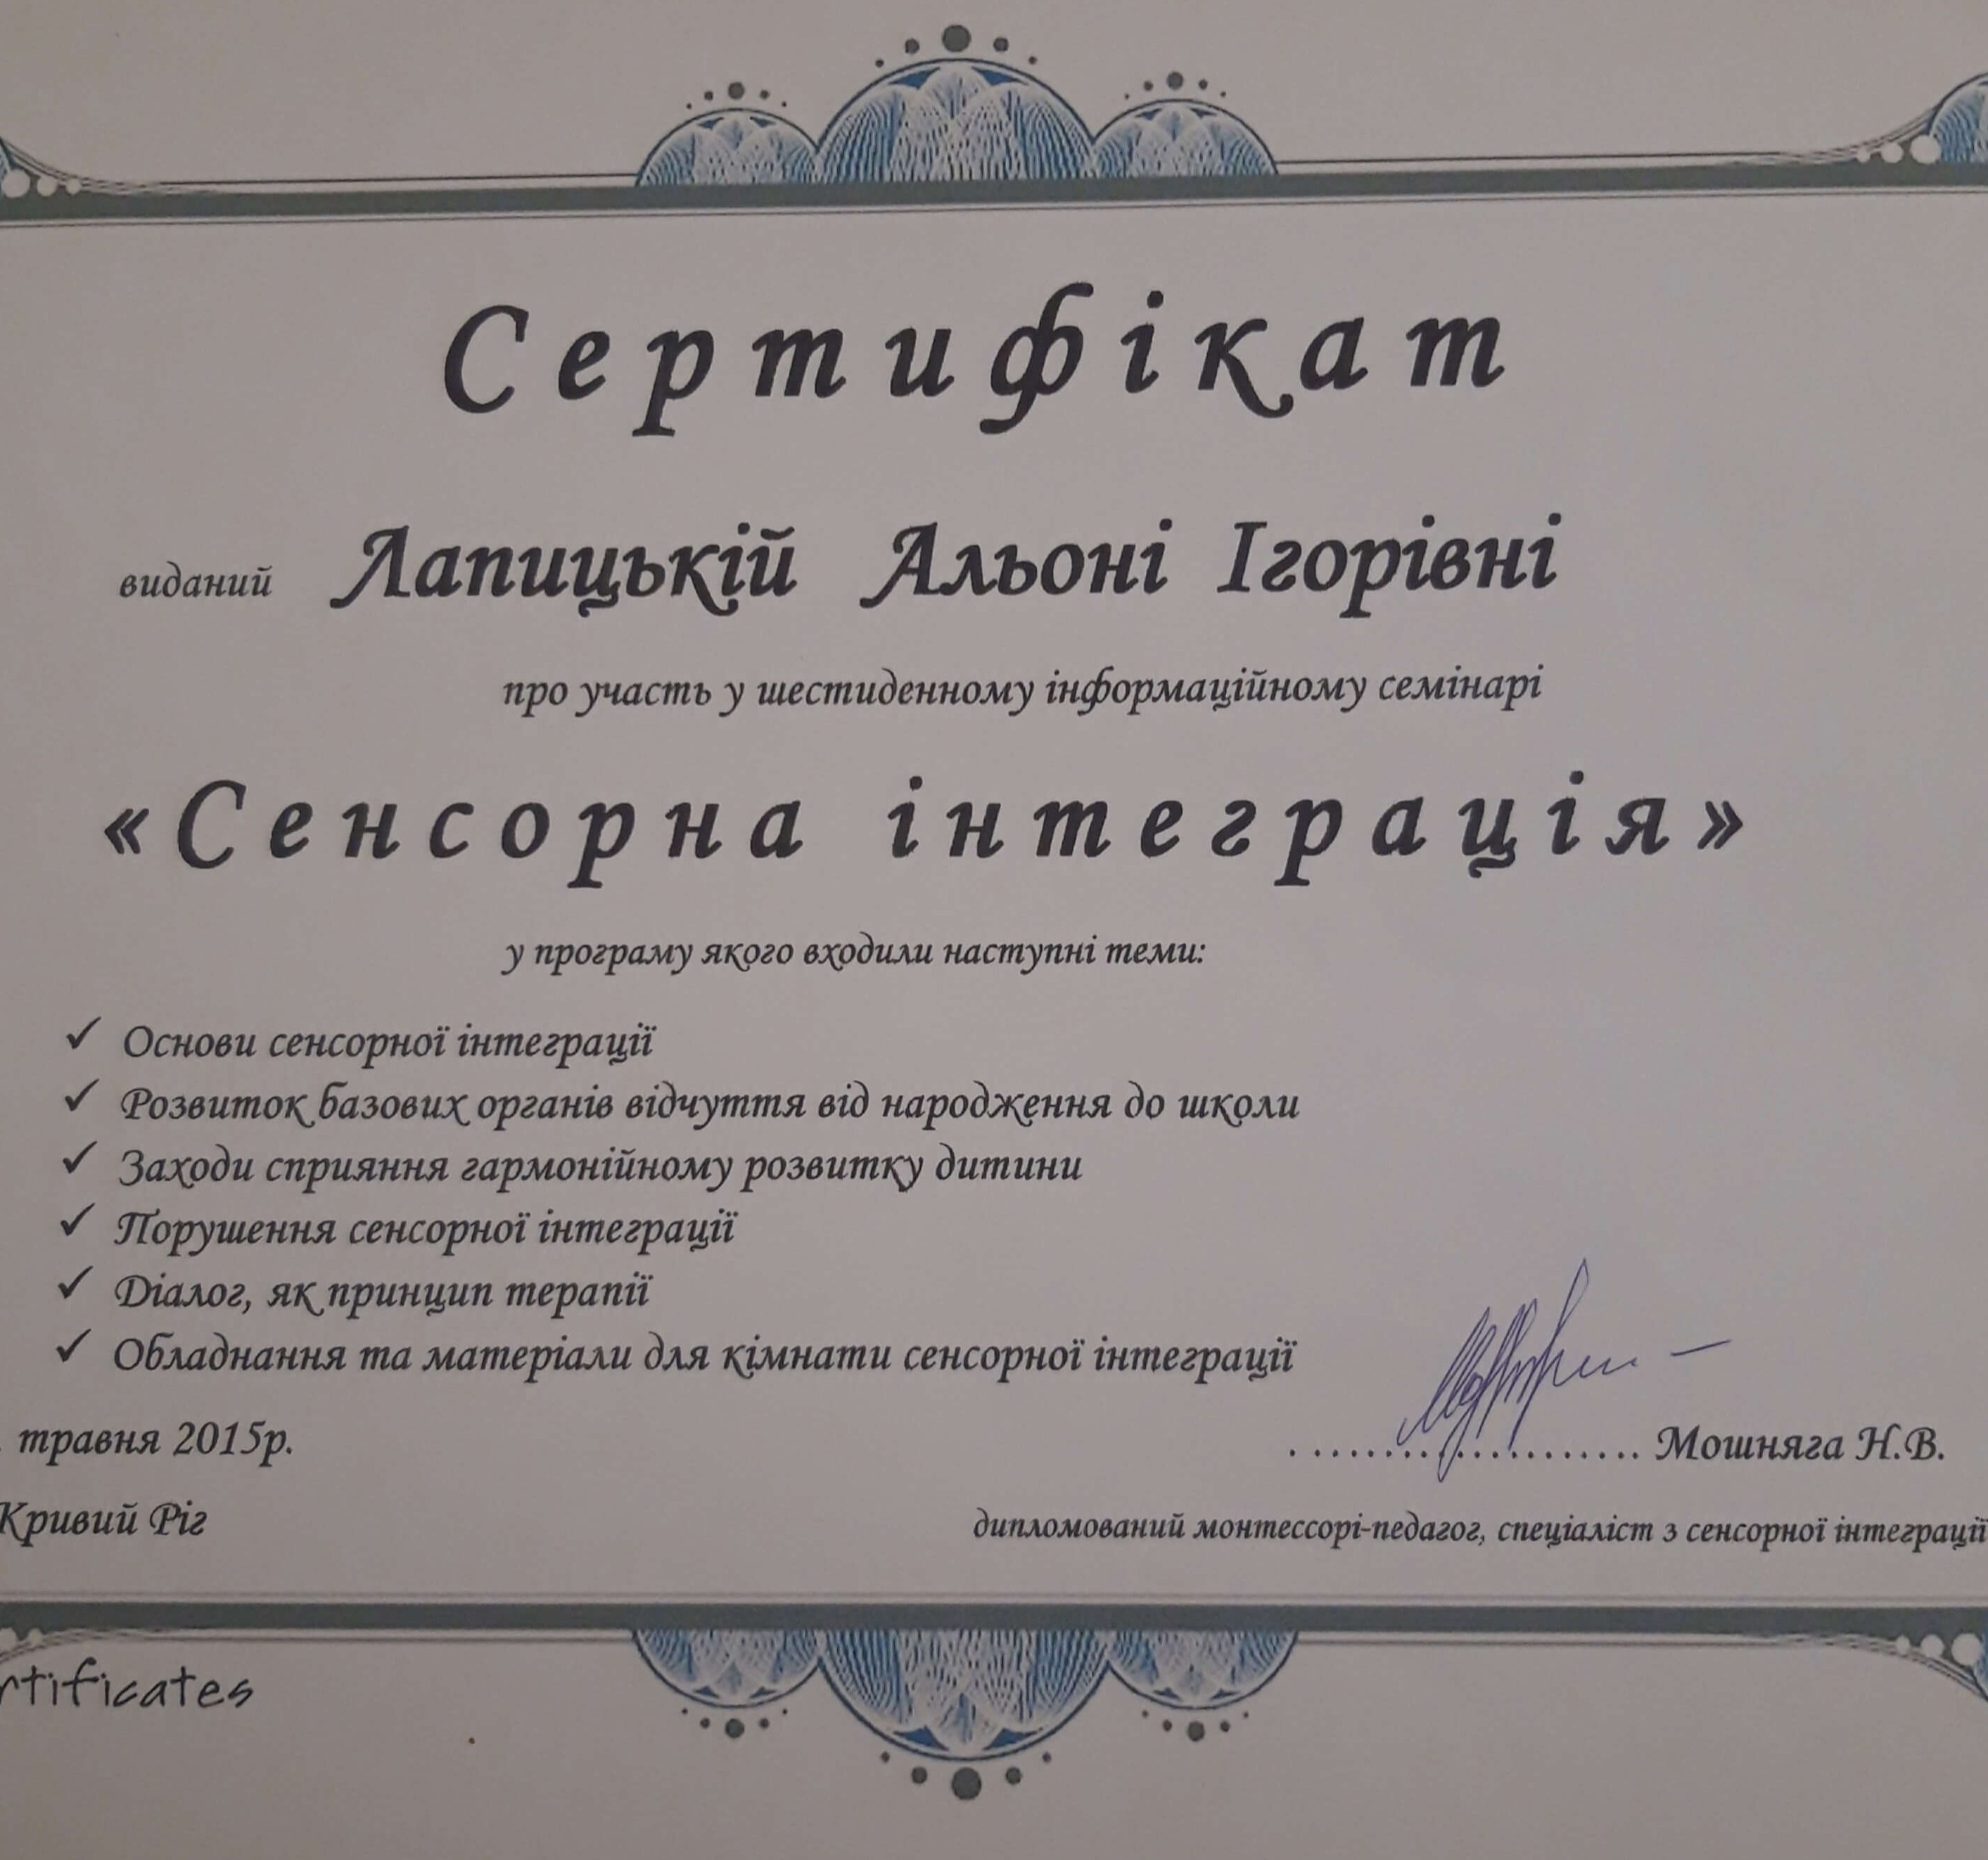 Сертифікат
виданий Лапицькій Альоні Ігорівні
про участь у шестиденному інформаційному семінарі
«Сенсорна інтеграція»
у програму якого входили наступні теми:
✓ Основи сенсорної інтеграції
✓ Розвиток базових органів відчуття від народження до школи
✓ Заходи сприяння гармонійному розвитку дитини
✓ Порушення сенсорної інтеграції
✓ Діалог, як принцип терапії
✓ Обладнання та матеріали для кімнати сенсорної інтеграції
травня 2015р. ........................ Мошняга Н.В.
Кривий Ріг дипломований монтессорі-педагог, спеціаліст з сенсорної інтеграції
rtificates